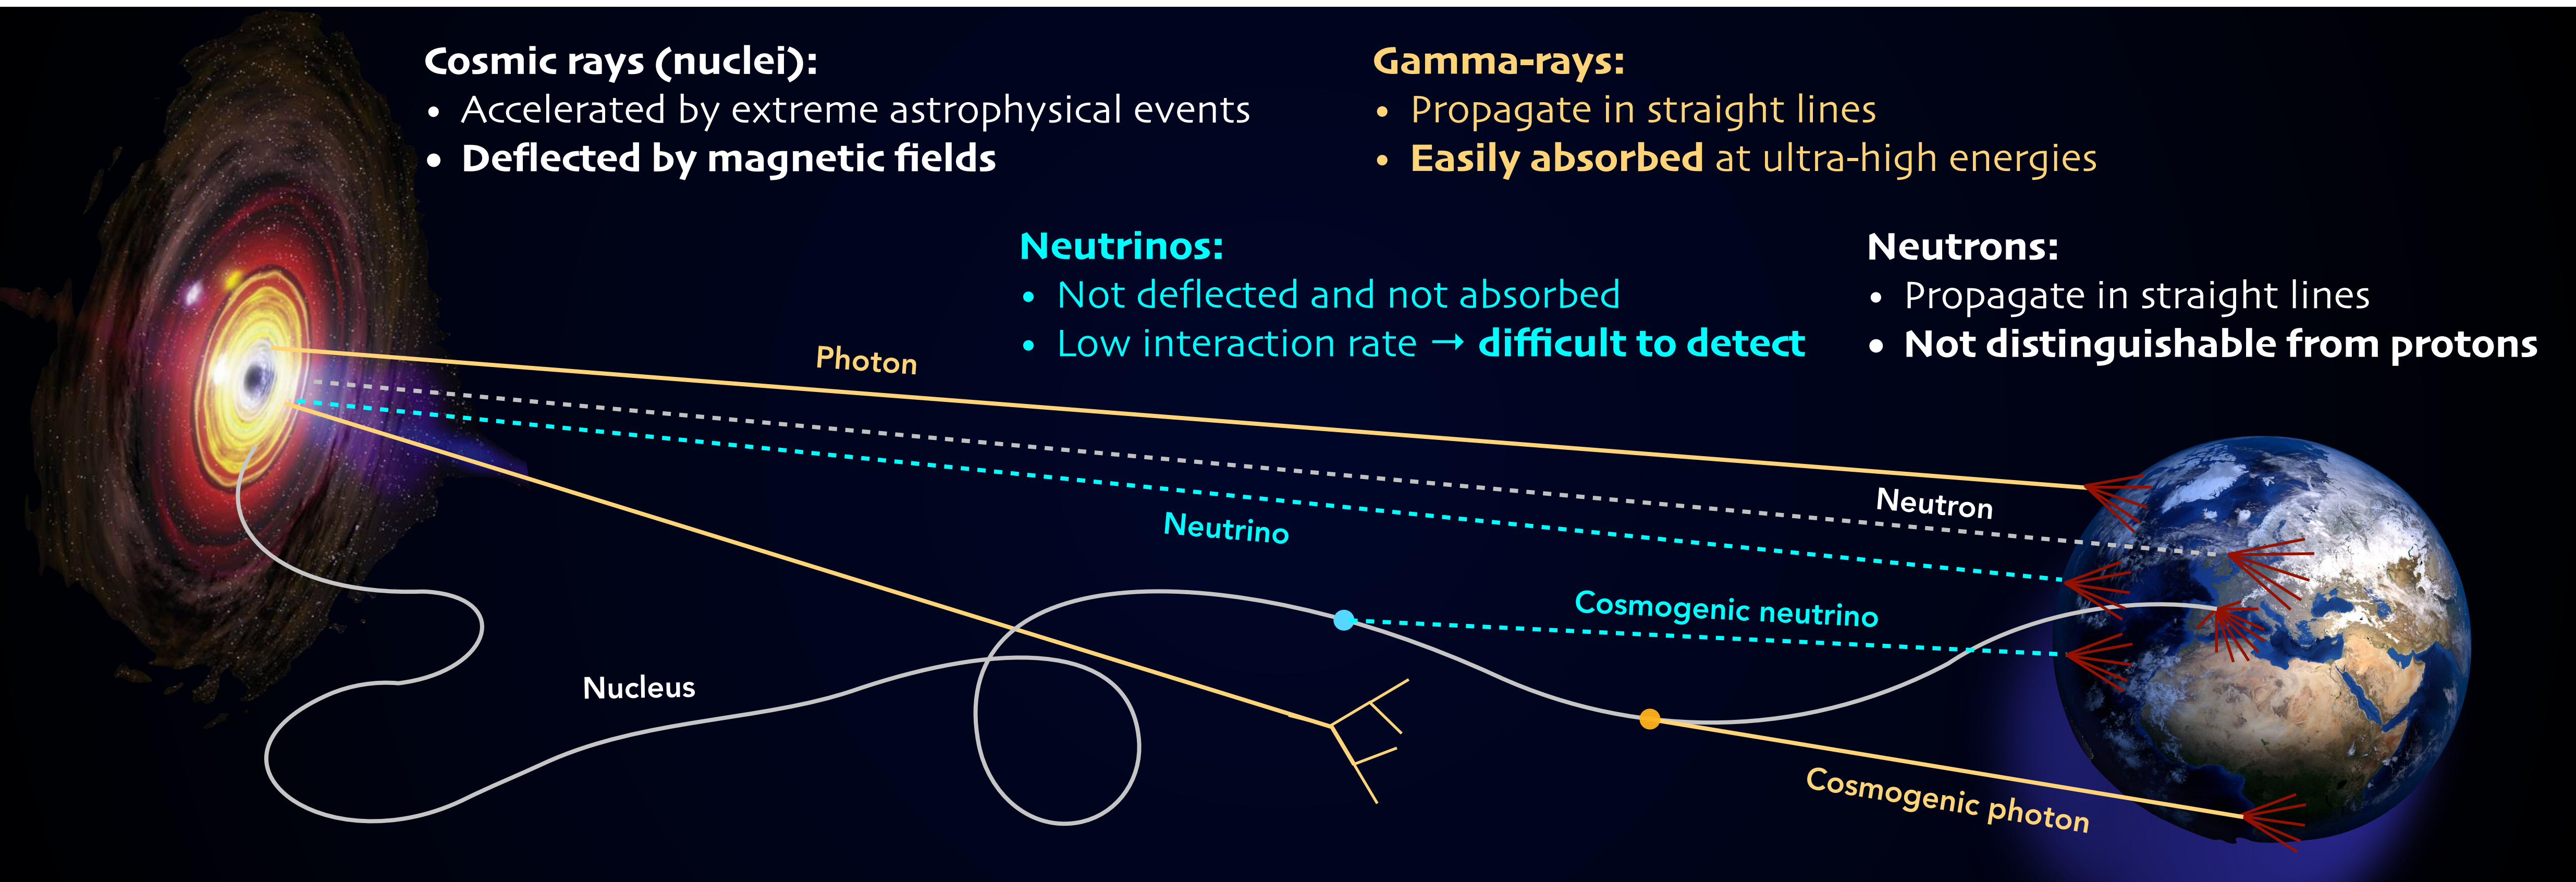 Cosmic rays (nuclei):
• Accelerated by extreme astrophysical events
• Deflected by magnetic fields
Gamma-rays:
• Propagate in straight lines
• Easily absorbed at ultra-high energies
Neutrinos:
• Not deflected and not absorbed
• Low interaction rate → difficult to detect
Neutrons:
• Propagate in straight lines
• Not distinguishable from protons
Photon
Neutron
Neutrino
Cosmogenic neutrino
Nucleus
Cosmogenic photon